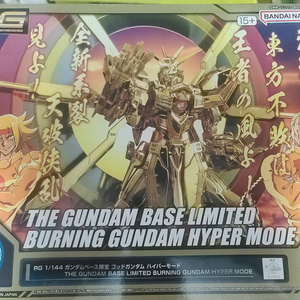 RG
15+
BANDAI NAM
東方不敗は
王者の風よ!
全新系裂
天破侠乱
見よ!
THE GUNDAM BASE LIMITED
BURNING GUNDAM HYPER MODE
RG 1/144 ガンダムベース限定 ゴッドガンダム ハイパーモード
THE GUNDAM BASE LIMITED BURNING GUNDAM HYPER MODE